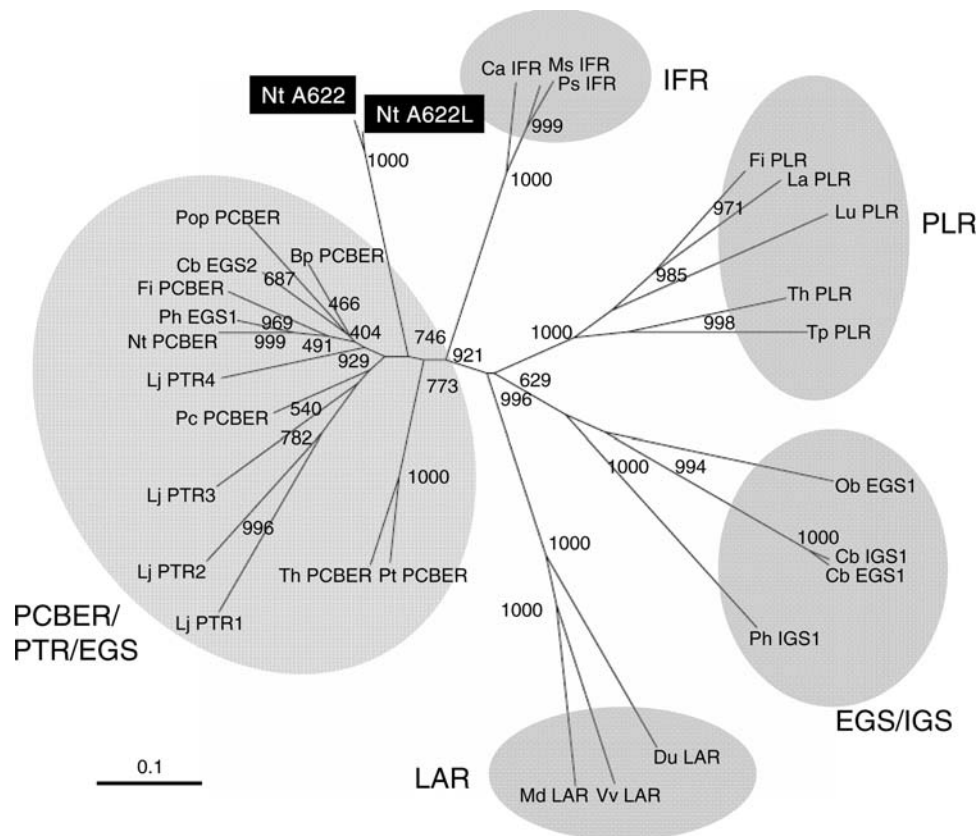 Ca IFR
Ms IFR
Ps IFR
IFR
Nt A622
Nt A622L
999
1000
1000
Fi PLR
La PLR
971
Lu PLR
PLR
985
Th PLR
998
1000
Tp PLR
Pop PCBER
Bp PCBER
Cb EGS2
687
Fi PCBER
466
Ph EGS1
969
404
746
Nt PCBER
999
491
921
929
773
629
Lj PTR4
996
Pc PCBER
540
782
1000
994
1000
Ob EGS1
Lj PTR3
996
1000
1000
Cb IGS1
Cb EGS1
Lj PTR2
Th PCBER
Pt PCBER
1000
Lj PTR1
Ph IGS1
PCBER/
PTR/EGS
EGS/IGS
Du LAR
0.1
LAR
Md LAR
Vv LAR